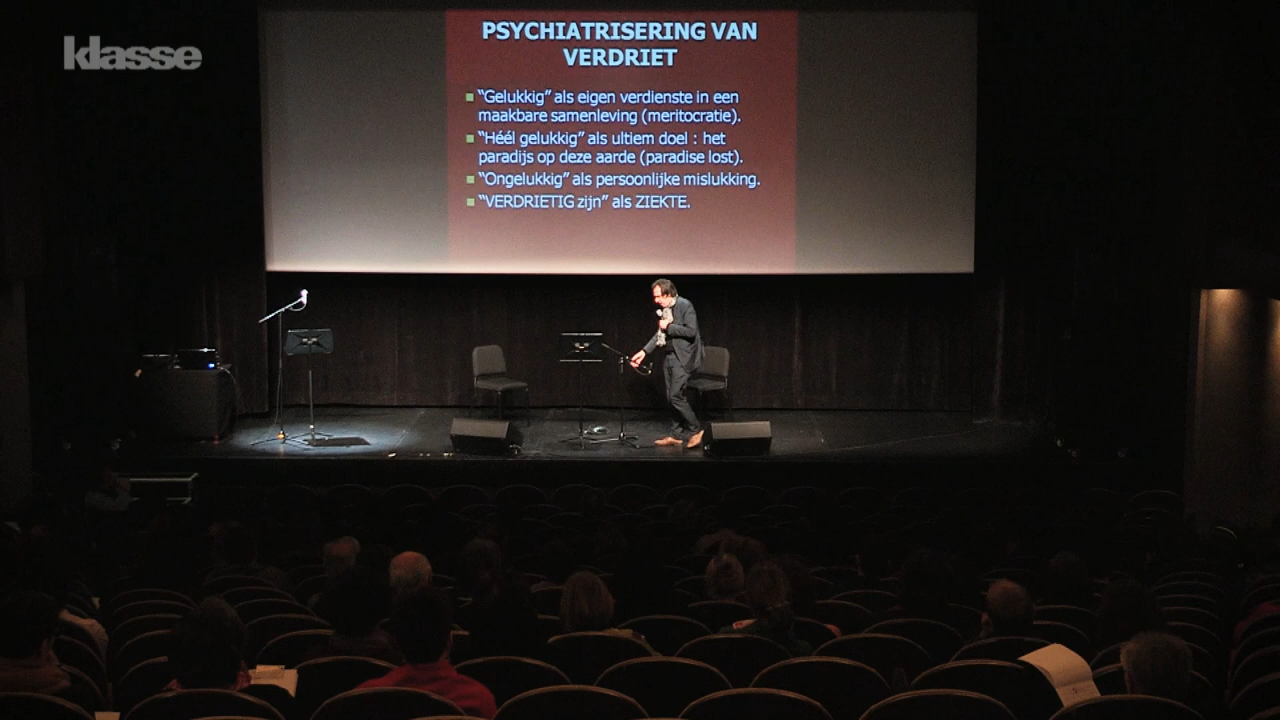 klasse
PSYCHIATRISERING VAN
VERDRIET
“Gelukkig” als eigen verdienste in een
maakbare samenleving (meritocratie).
“Héél gelukkig” als ultiem doel : het
paradijs op deze aarde (paradise lost).
“Ongelukkig” als persoonlijke mislukking.
“VERDRIETIG zijn” als ZIEKTE.